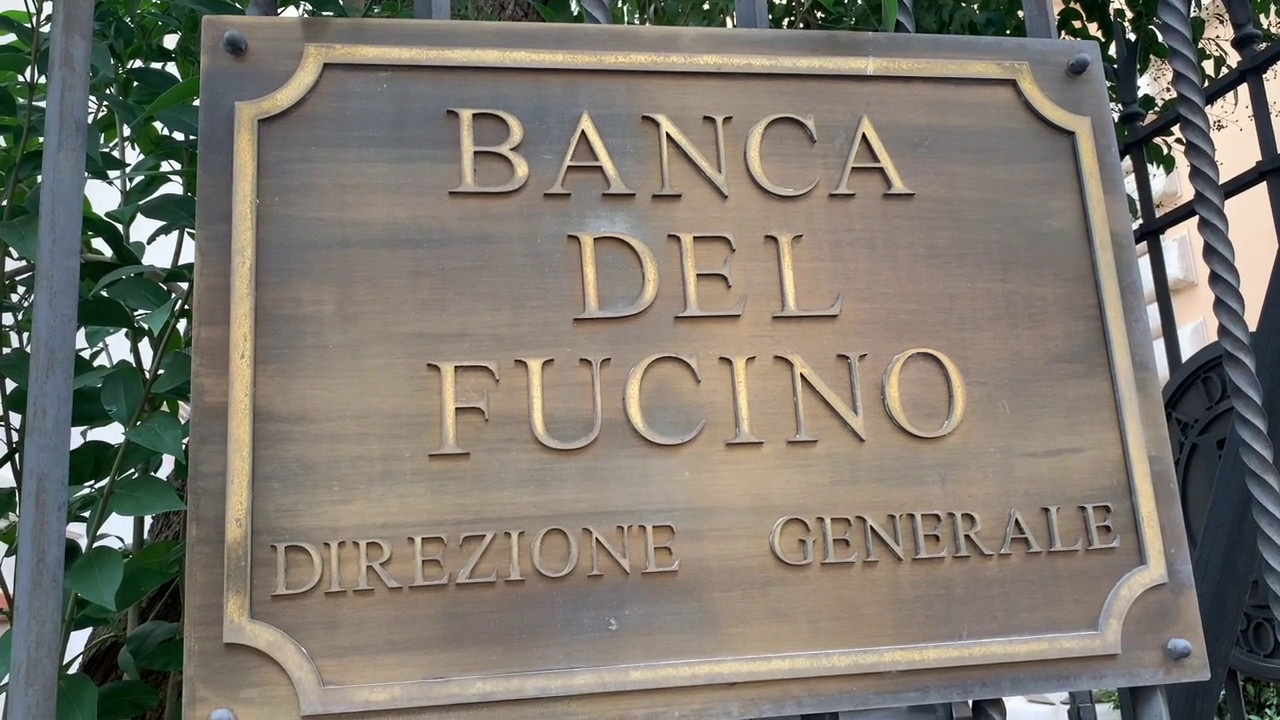 BANCA
DEL
FUCINO
DIREZIONE GENERALE